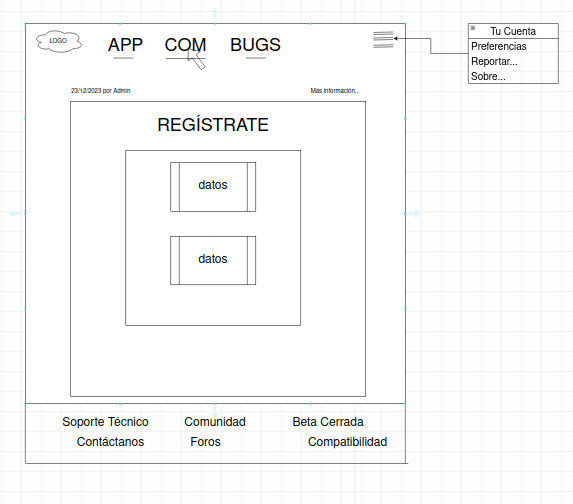 LOGO
APP COM BUGS
Tu Cuenta
Preferencias
Reportar...
Sobre...
23/12/2023 por Admin
Más información...
REGÍSTRATE
datos
datos
Soporte Técnico Comunidad Beta Cerrada
Contáctanos Foros Compatibilidad